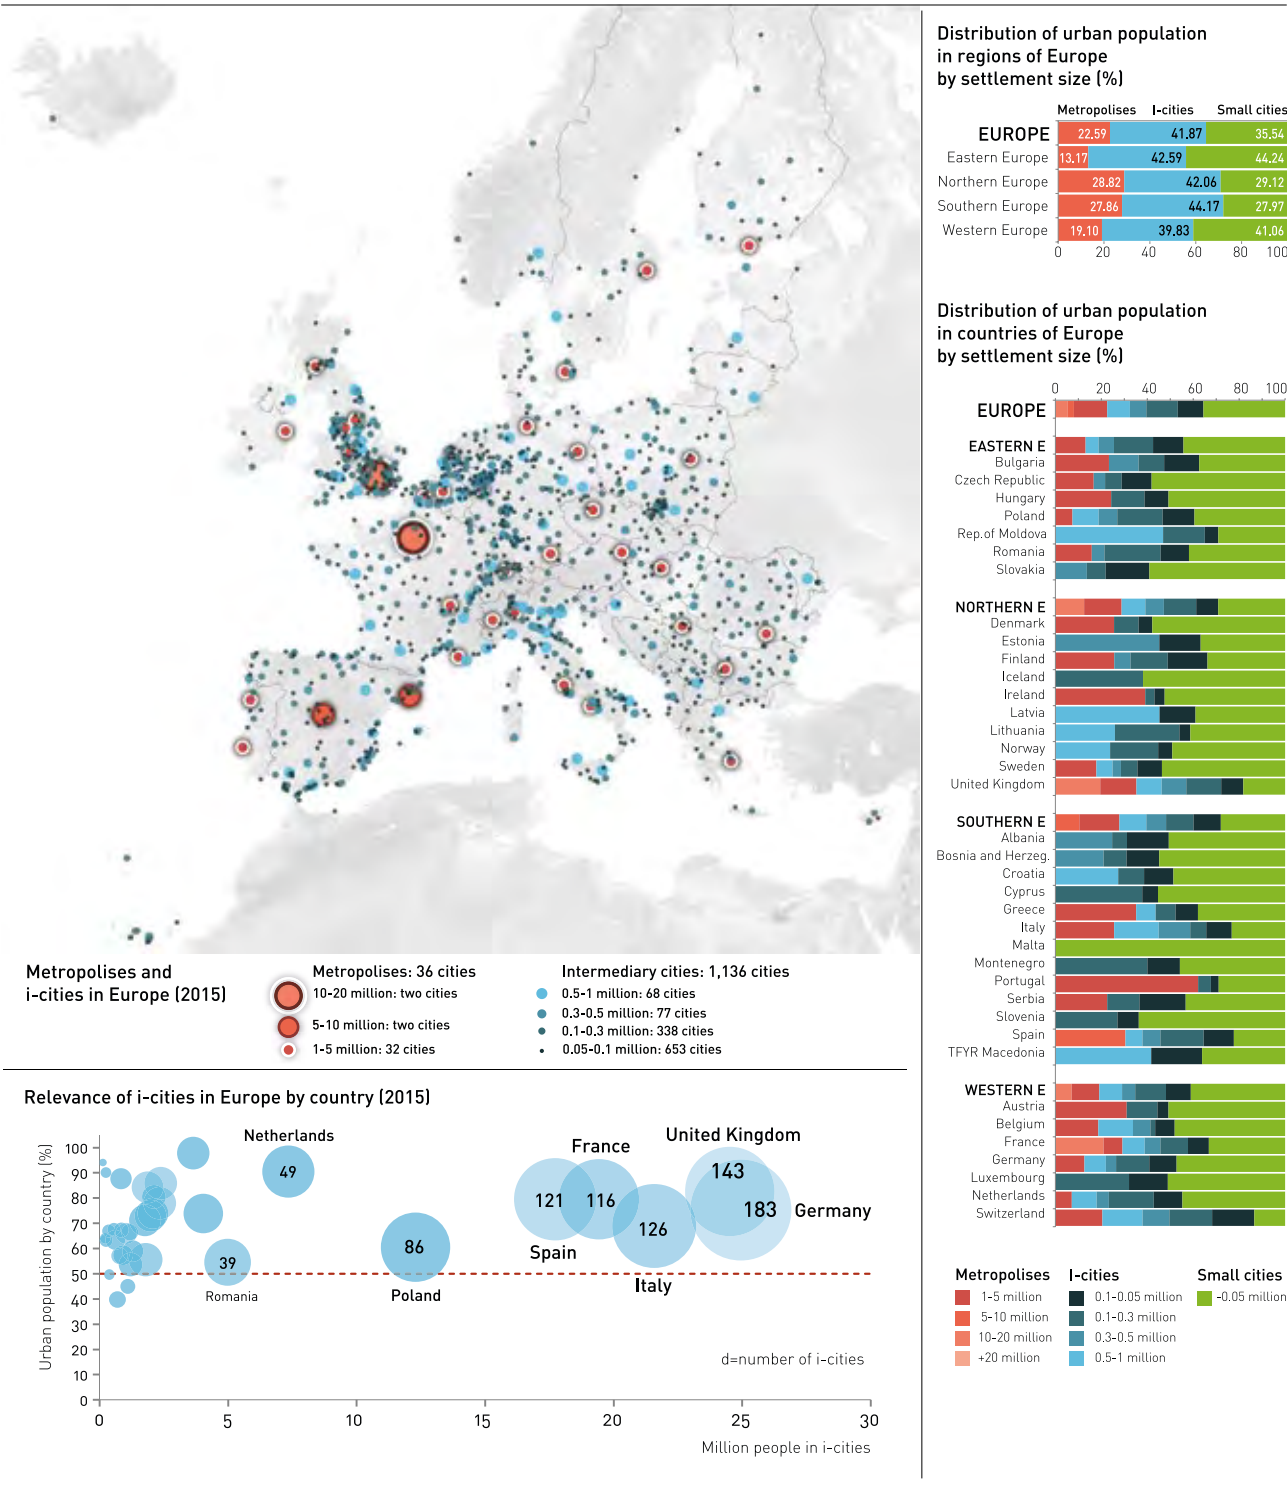 Distribution of urban population
in regions of Europe
by settlement size (%)
Metropolises I-cities Small cities
EUROPE 22.59 41.87 35.54
Eastern Europe 13.17 42.59 44.24
Northern Europe 28.82 42.06 29.12
Southern Europe 27.86 44.17 27.97
Western Europe 19.10 39.83 41.06
0 20 40 60 80 100
Distribution of urban population
in countries of Europe
by settlement size (%)
0 20 40 60 80 100
EUROPE
EASTERN E
Bulgaria
Czech Republic
Hungary
Poland
Rep.of Moldova
Romania
Slovakia
NORTHERN E
Denmark
Estonia
Finland
Iceland
Ireland
Latvia
Lithuania
Norway
Sweden
United Kingdom
SOUTHERN E
Albania
Bosnia and Herzeg.
Croatia
Cyprus
Greece
Italy
Malta
Montenegro
Portugal
Serbia
Slovenia
Spain
TFYR Macedonia
WESTERN E
Austria
Belgium
France
Germany
Luxembourg
Netherlands
Switzerland
Metropolises I-cities Small cities
1-5 million 0.1-0.05 million -0.05 million
5-10 million 0.1-0.3 million
10-20 million 0.3-0.5 million
+20 million 0.5-1 million
Metropolises and
i-cities in Europe (2015)
Metropolises: 36 cities
10-20 million: two cities
5-10 million: two cities
1-5 million: 32 cities
Intermediary cities: 1,136 cities
0.5-1 million: 68 cities
0.3-0.5 million: 77 cities
0.1-0.3 million: 338 cities
0.05-0.1 million: 653 cities
Relevance of i-cities in Europe by country (2015)
Urban population by country (%)
100
90
80
70
60
50
40
30
20
10
0
Netherlands
49
39
Romania
86
Poland
121
Spain
France
116
126
Italy
United Kingdom
143
183 Germany
d=number of i-cities
0 5 10 15 20 25 30
Million people in i-cities